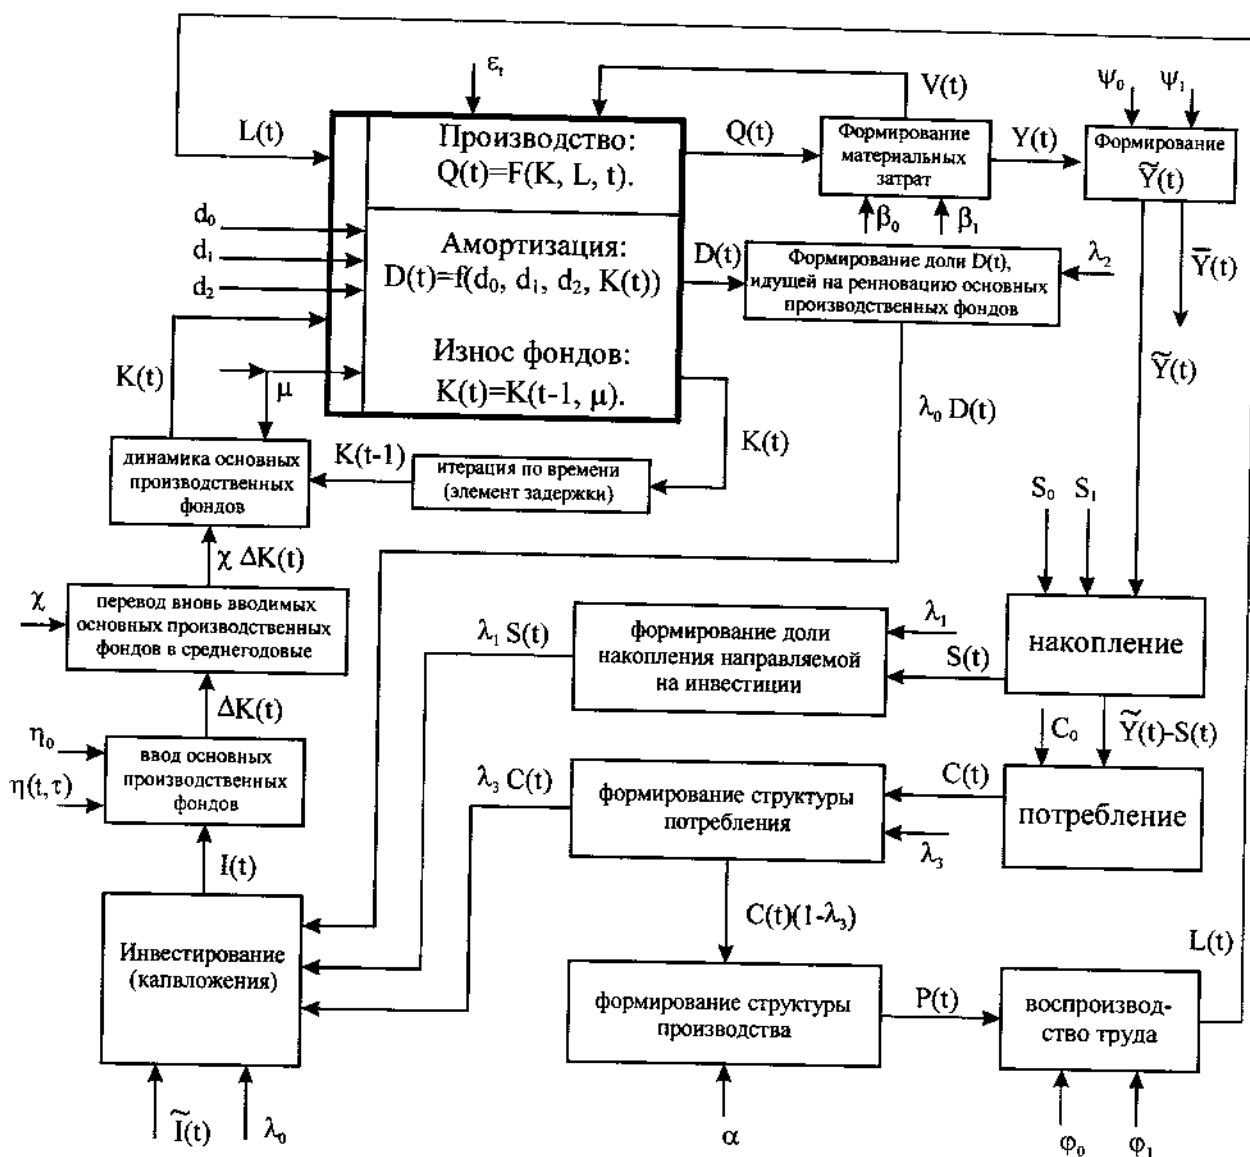 εₜ
V(t)
ψ₀
ψ₁
L(t)
Производство:
Q(t)=F(K, L, t).
Q(t)
Формирование
материальных
затрат
Y(t)
Формирование
Ỹ(t)
β₀
β₁
d₀
d₁
d₂
Амортизация:
D(t)=f(d₀, d₁, d₂, K(t))
D(t)
Формирование доли D(t),
идущей на ренновацию основных
производственных фондов
λ₂
Y̅(t)
Износ фондов:
K(t)=K(t-1, μ).
K(t)
μ
Ỹ(t)
λ₀ D(t)
K(t)
динамика основных
производственных
фондов
K(t-1)
итерация по времени
(элемент задержки)
S₀
S₁
χ ΔK(t)
χ
перевод вновь вводимых
основных производственных
фондов в среднегодовые
λ₁ S(t)
формирование доли
накопления направляемой
на инвестиции
λ₁
S(t)
накопление
ΔK(t)
C₀
Ỹ(t)-S(t)
η₀
η(t,τ)
ввод основных
производственных
фондов
λ₃ C(t)
формирование структуры
потребления
C(t)
λ₃
потребление
I(t)
C(t)(1-λ₃)
L(t)
Инвестирование
(капвложения)
формирование структуры
производства
P(t)
воспроизвод-
ство труда
Ĩ(t)
λ₀
α
φ₀
φ₁